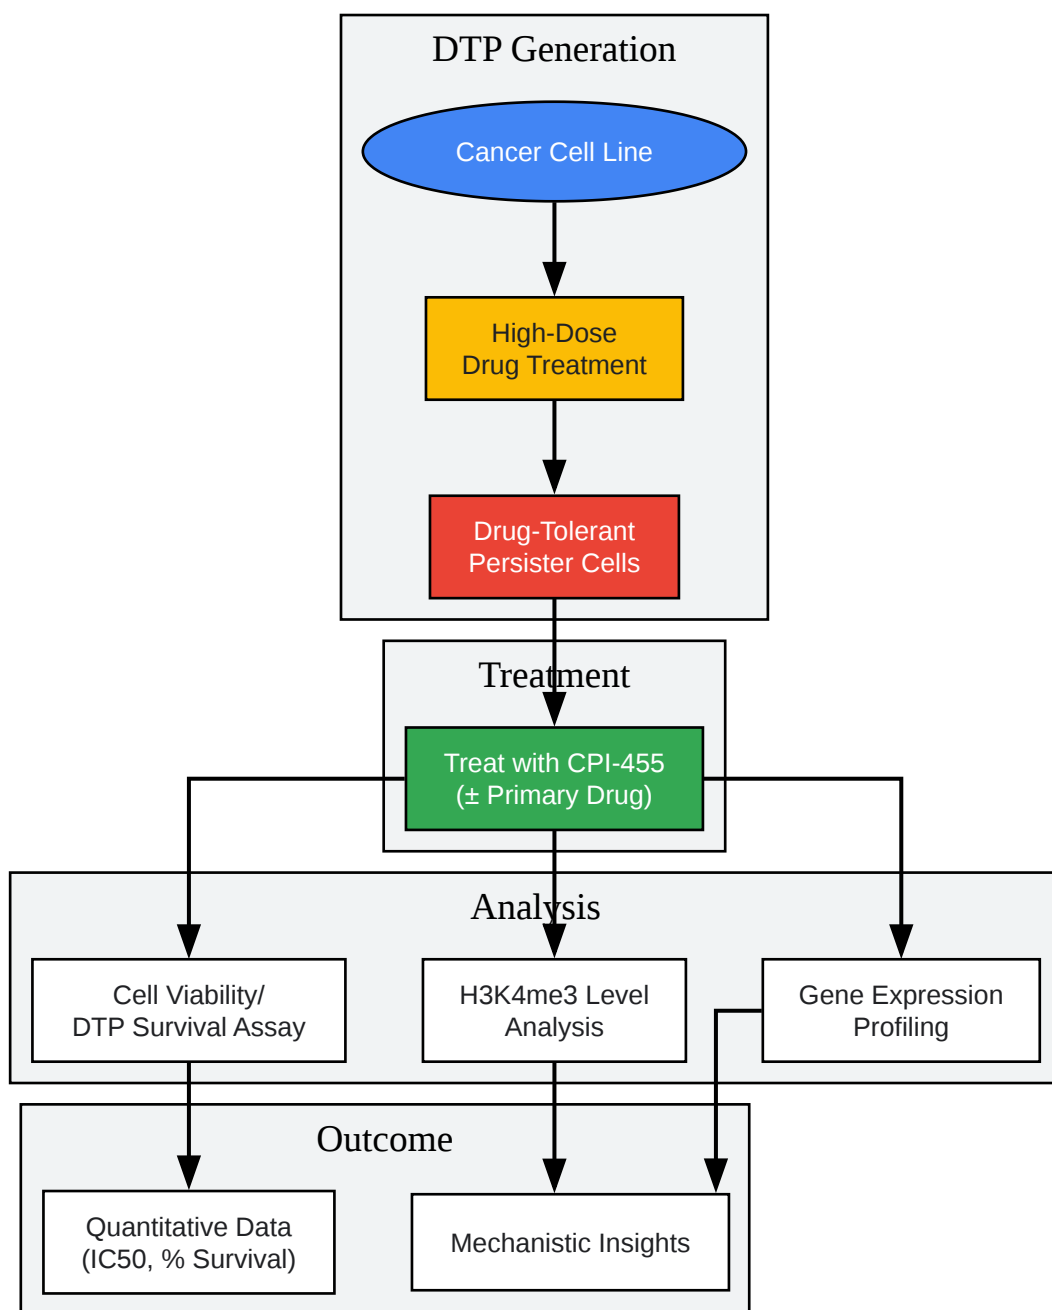 DTP Generation
Cancer Cell Line
High-Dose
Drug Treatment
Drug-Tolerant
Persister Cells
Treatment
Treat with CPI-455
(± Primary Drug)
Analysis
Cell Viability/
DTP Survival Assay
H3K4me3 Level
Analysis
Gene Expression
Profiling
Outcome
Quantitative Data
(IC50, % Survival)
Mechanistic Insights